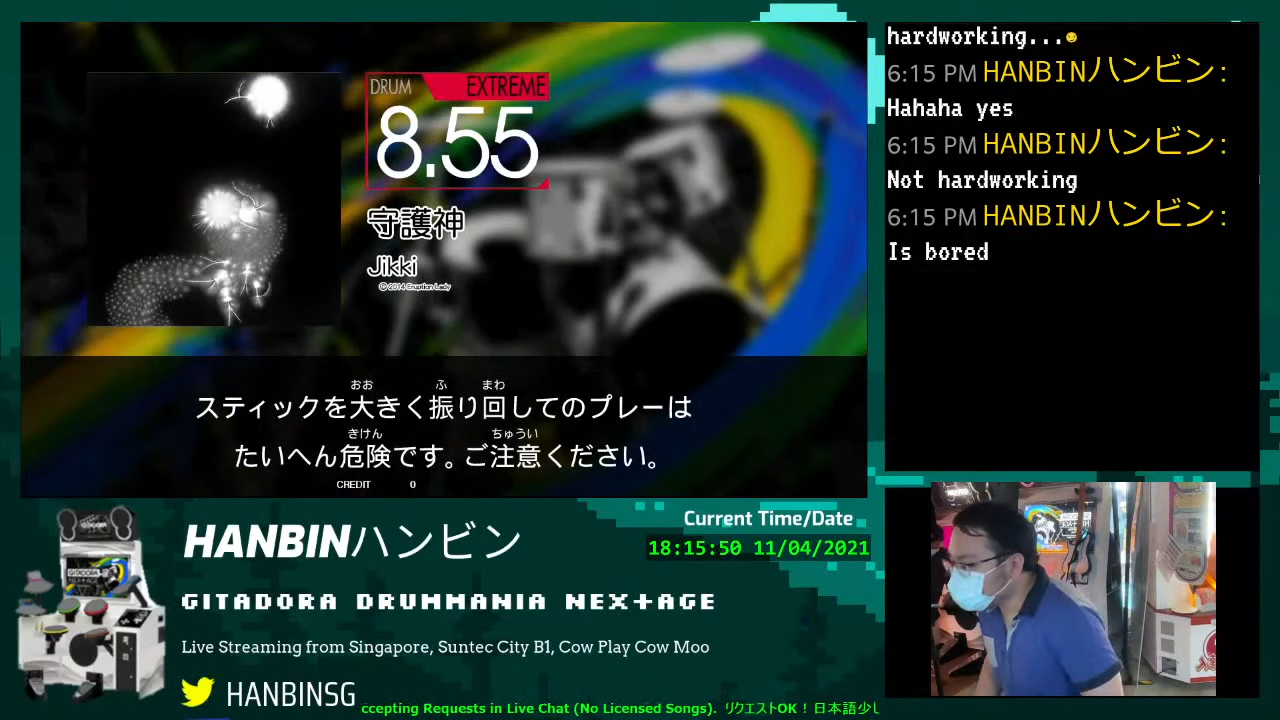 DRUM EXTREME
8.55
守護神
Jikki
©2014 Eruption Lady
おお ふ まわ
スティックを大きく振り回してのプレーは
きけん ちゅうい
たいへん危険です。ご注意ください。
CREDIT 0
hardworking...
6:15 PM HANBINハンビン:
Hahaha yes
6:15 PM HANBINハンビン:
Not hardworking
6:15 PM HANBINハンビン:
Is bored
HANBINハンビン
Current Time/Date
18:15:50 11/04/2021
GITADORA DRUMMANIA NEX+AGE
Live Streaming from Singapore, Suntec City B1, Cow Play Cow Moo
HANBINSG
ccepting Requests in Live Chat (No Licensed Songs). リクエストOK！日本語少し
GITADORA
NEX+AGE